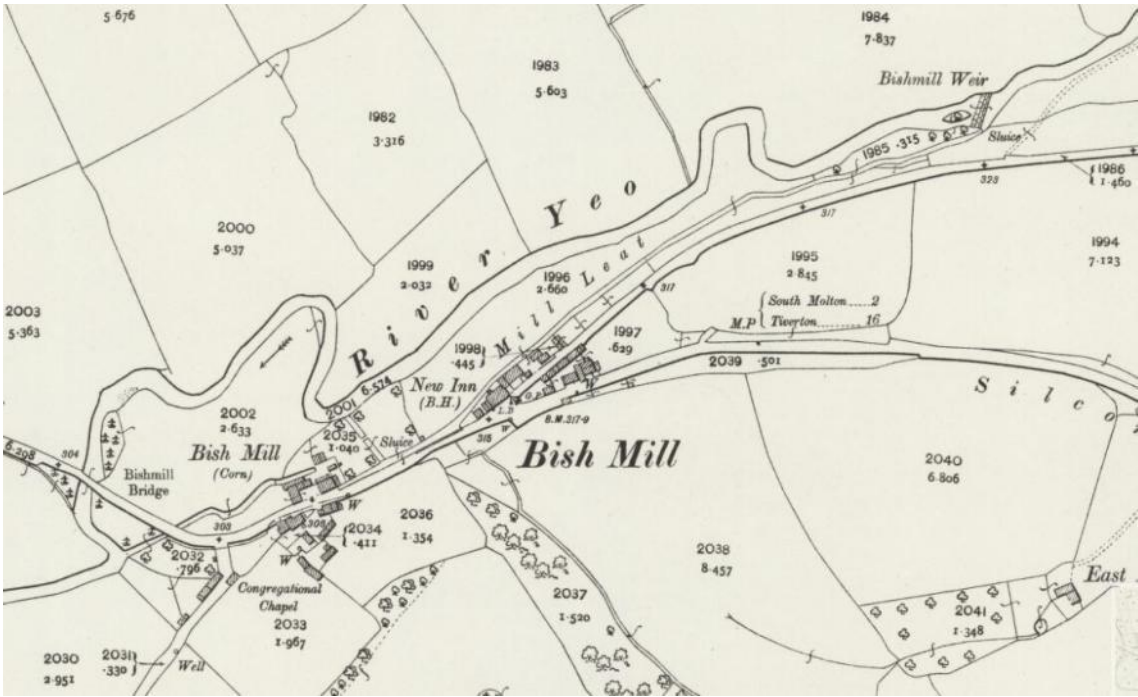 5·676
1984
7·837
1983
5·603
Bishmill Weir
1982
3·316
1985 ·315
Sluice
1986
1·460
323
River Yeo
317
2000
5·037
1994
7·123
1999
2·032
1996
2·660
1995
2·845
Mill Leat
317
2003
5·363
M.P
South Molton.....2
Tiverton............16
1997
·629
1998
·445
2039 ·501
6·574
New Inn
(B.H.)
W
2001
L.B
B.M.317·9
Silco
2002
2·633
2035
1·040
Sluice
315
W
Bish Mill
(Corn)
Bish Mill
6·298
304
Bishmill
Bridge
2040
6·806
W
303
308
2036
1·354
2034
·411
2038
8·457
2032
·796
W
East
Congregational
Chapel
2037
1·520
2041
1·348
2033
1·967
2030
2·951
2031
·330
Well